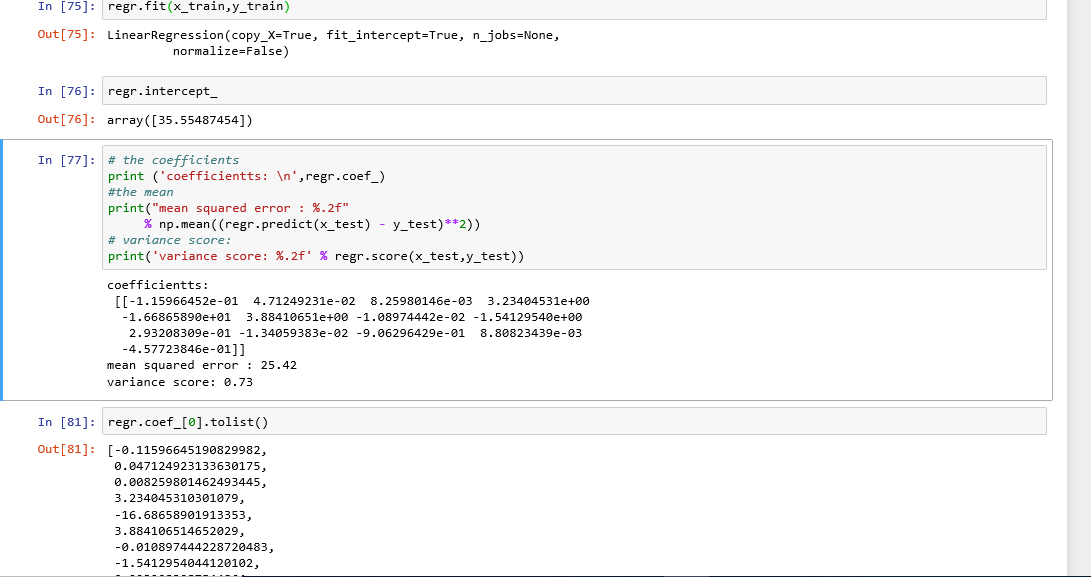 In [75]: regr.fit(x_train,y_train)
Out[75]: LinearRegression(copy_X=True, fit_intercept=True, n_jobs=None,
normalize=False)
In [76]: regr.intercept_
Out[76]: array([35.55487454])
In [77]: # the coefficients
print ('coefficientts: \n',regr.coef_)
#the mean
print("mean squared error : %.2f"
% np.mean((regr.predict(x_test) - y_test)**2))
# variance score:
print('variance score: %.2f' % regr.score(x_test,y_test))
coefficientts:
[[-1.15966452e-01 4.71249231e-02 8.25980146e-03 3.23404531e+00
-1.66865890e+01 3.88410651e+00 -1.08974442e-02 -1.54129540e+00
2.93208309e-01 -1.34059383e-02 -9.06296429e-01 8.80823439e-03
-4.57723846e-01]]
mean squared error : 25.42
variance score: 0.73
In [81]: regr.coef_[0].tolist()
Out[81]: [-0.11596645190829982,
0.047124923133630175,
0.008259801462493445,
3.234045310301079,
-16.68658901913353,
3.884106514652029,
-0.010897444228720483,
-1.5412954044120102,